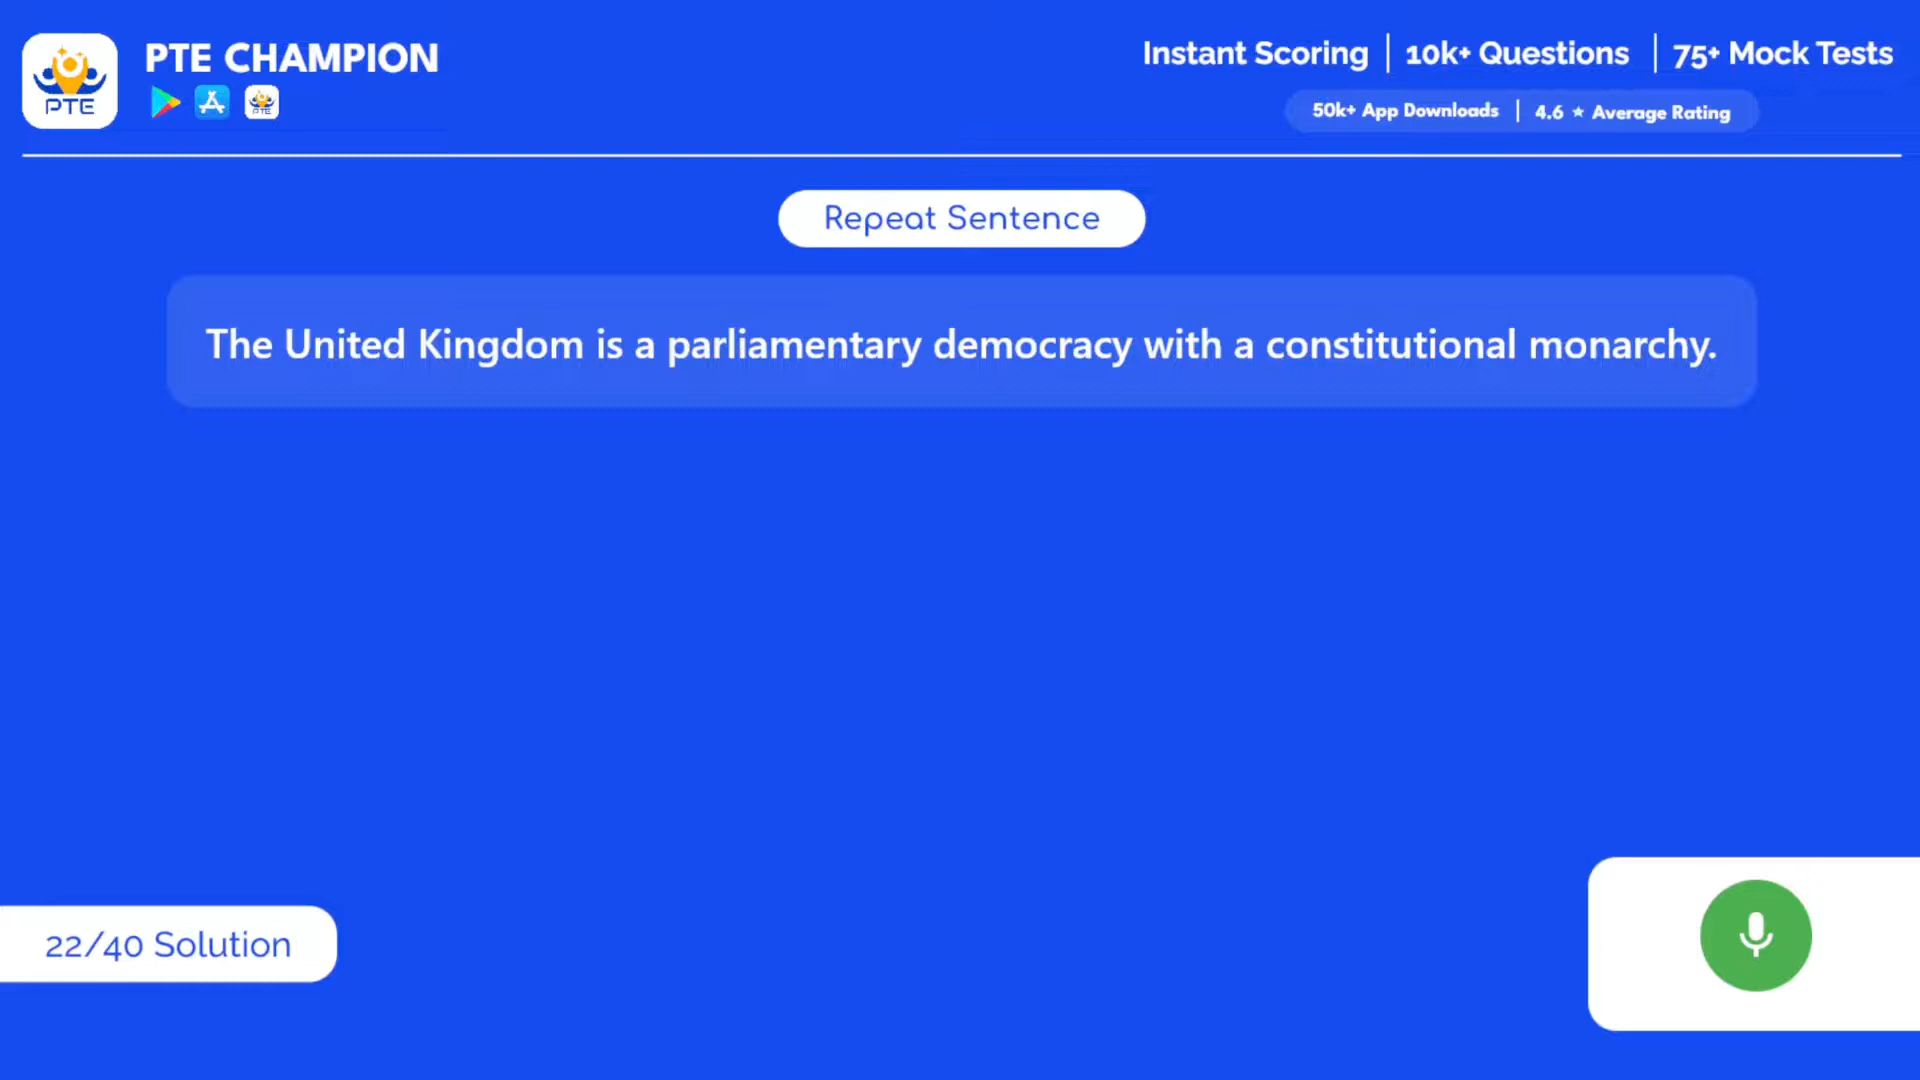 PTE CHAMPION
PTE
PTE
Instant Scoring | 10k+ Questions | 75+ Mock Tests
50k+ App Downloads | 4.6 ★ Average Rating
Repeat Sentence
The United Kingdom is a parliamentary democracy with a constitutional monarchy.
22/40 Solution